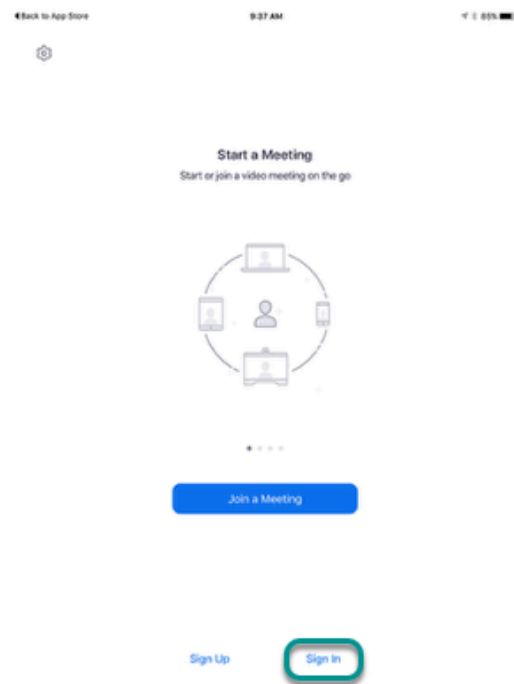 Back to App Store 9:37 AM 85%
Start a Meeting
Start or join a video meeting on the go
Join a Meeting
Sign Up Sign In